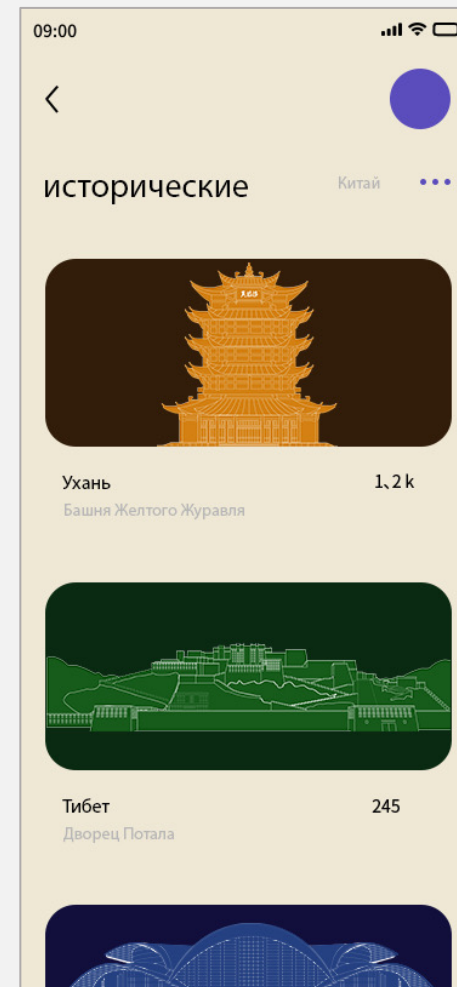 09:00
исторические
Китай
Ухань
1、2 k
Башня Желтого Журавля
Тибет
245
Дворец Потала